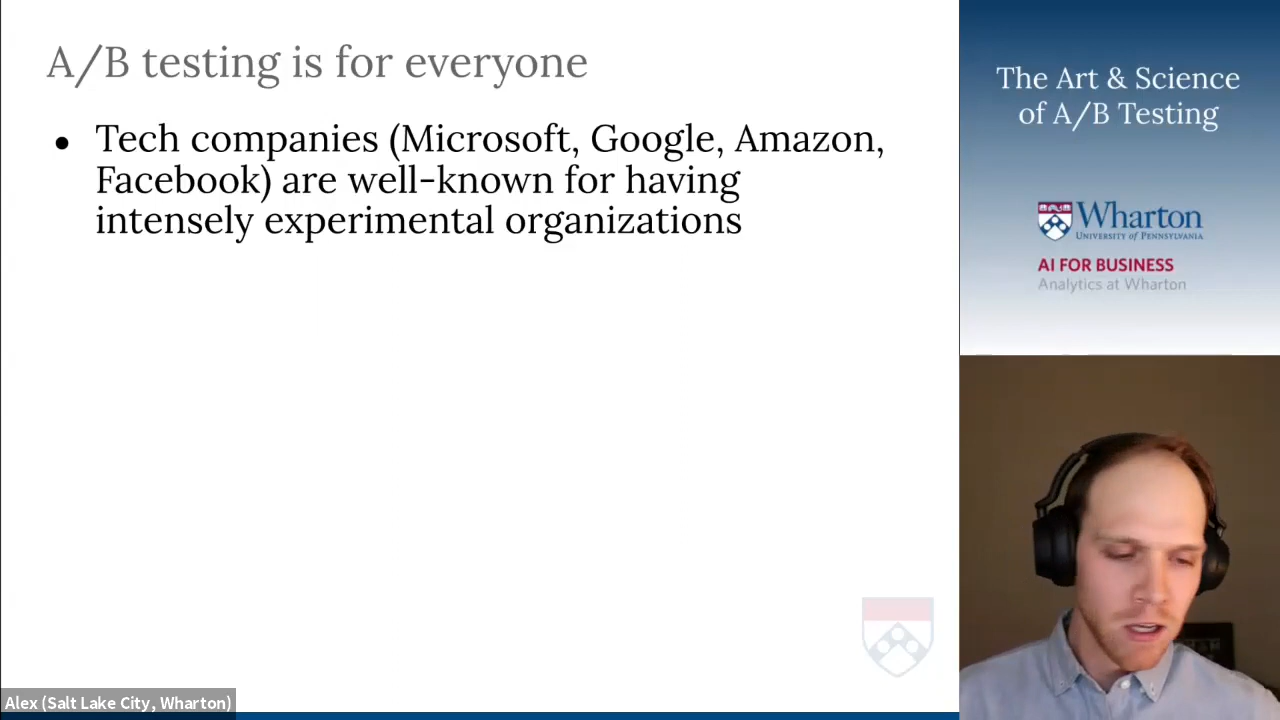 A/B testing is for everyone
● Tech companies (Microsoft, Google, Amazon,
Facebook) are well-known for having
intensely experimental organizations
The Art & Science
of A/B Testing
Wharton
UNIVERSITY of PENNSYLVANIA
AI FOR BUSINESS
Analytics at Wharton
Alex (Salt Lake City, Wharton)